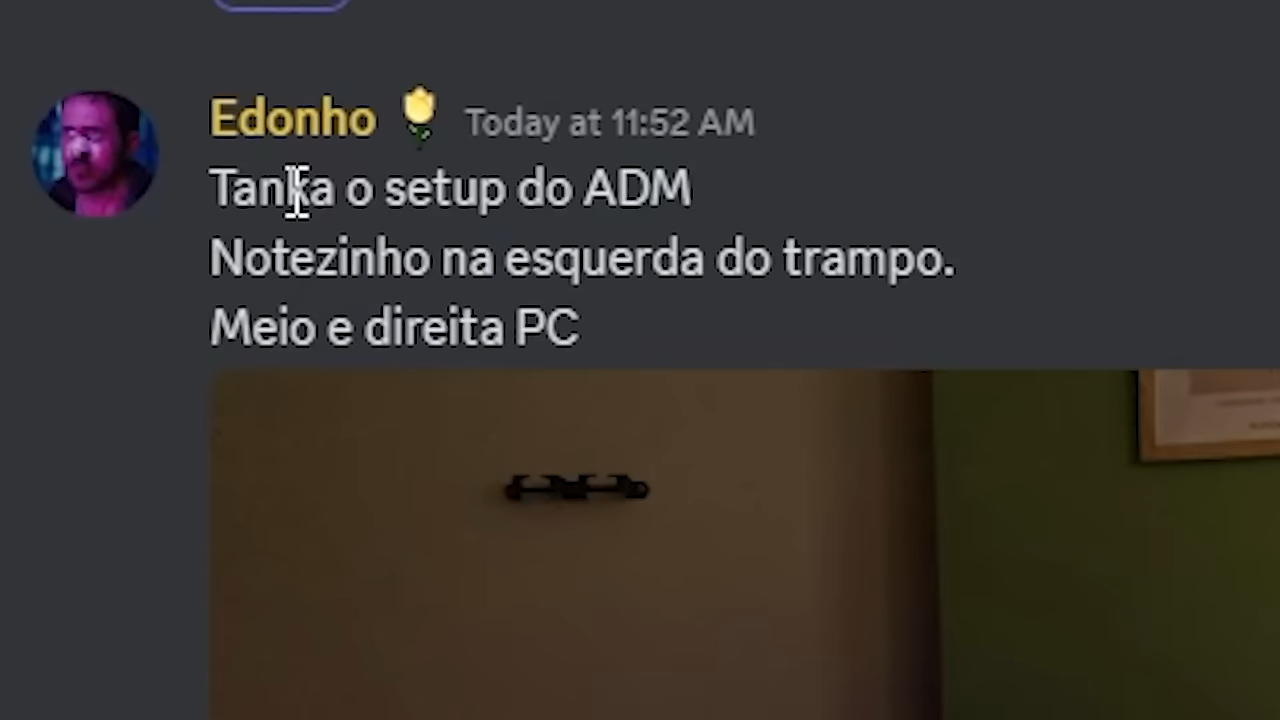 Edonho 🌷 Today at 11:52 AM
Tanka o setup do ADM
Notezinho na esquerda do trampo.
Meio e direita PC